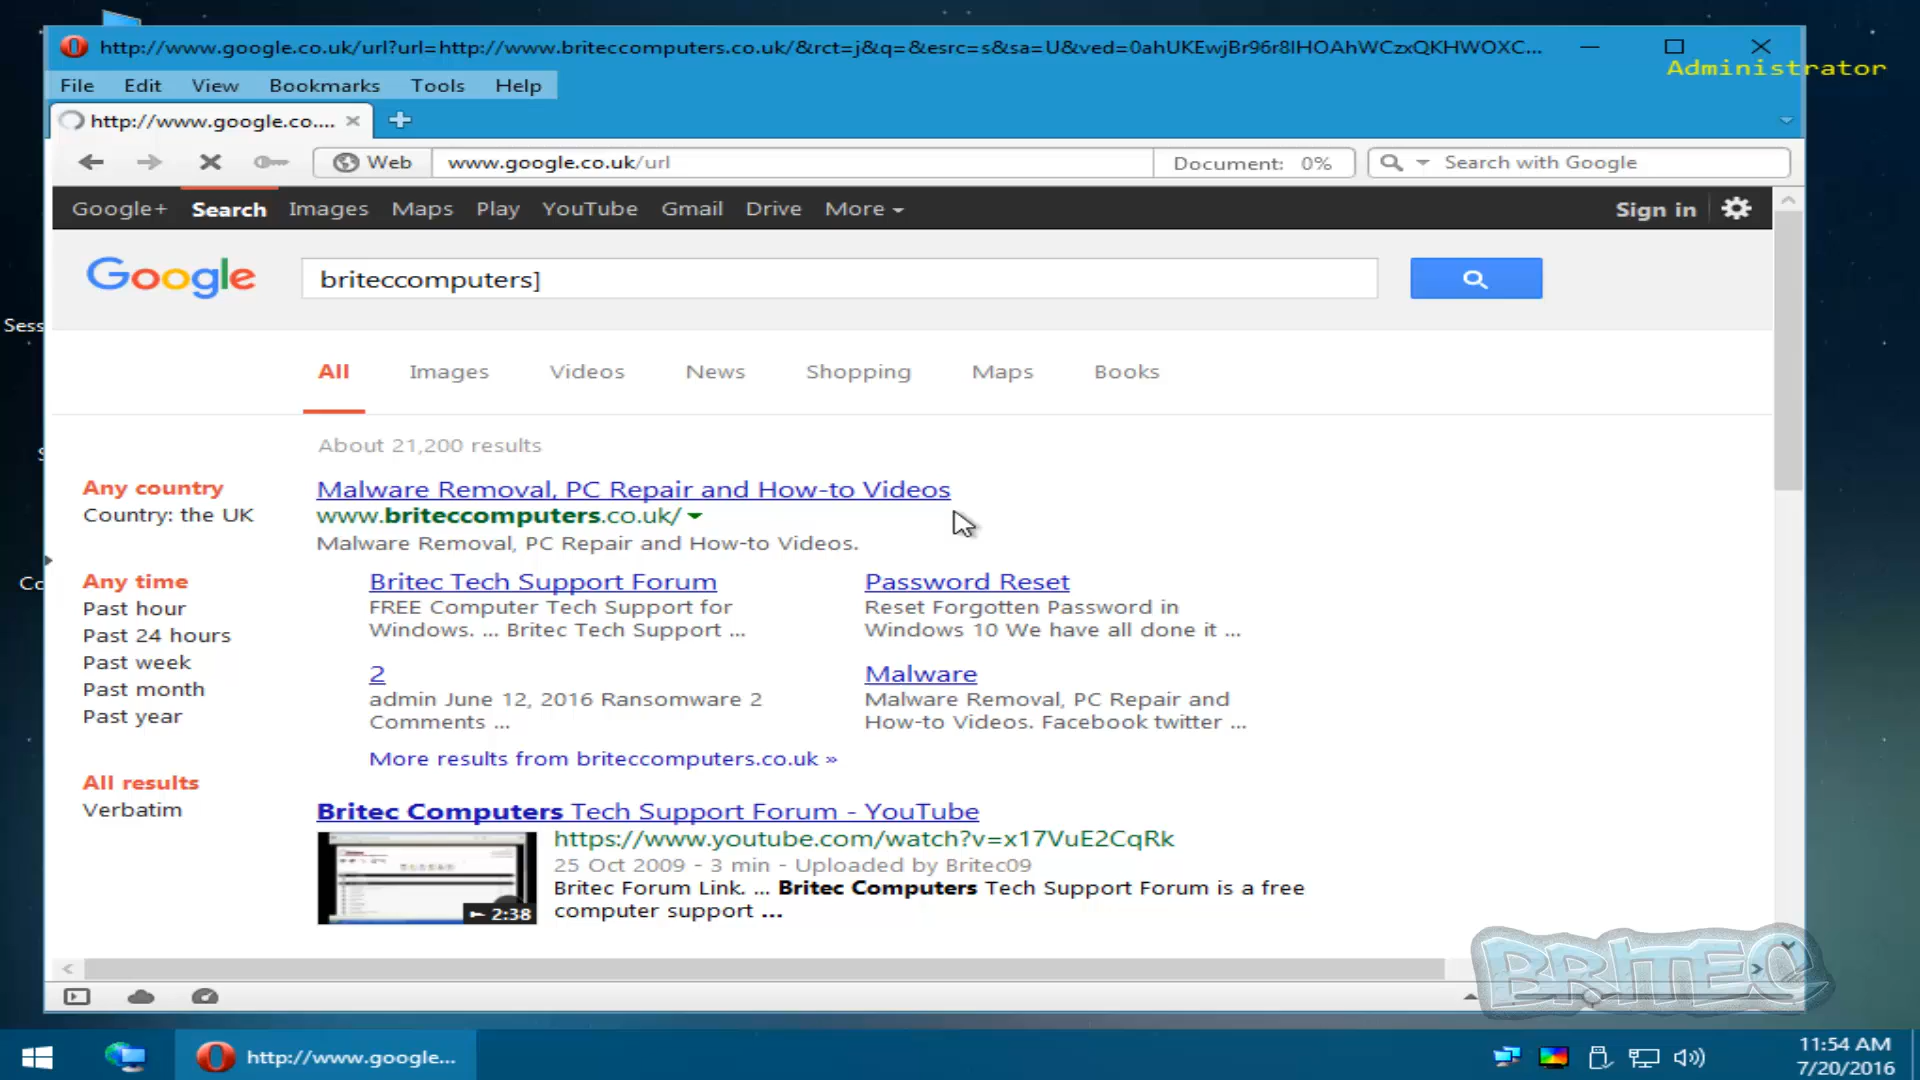 http://www.google.co.uk/url?url=http://www.briteccomputers.co.uk/&rct=j&q=&esrc=s&sa=U&ved=0ahUKEwjBr96r8IHOAhWCzxQKHWOXC...
Administrator
File Edit View Bookmarks Tools Help
http://www.google.co....
Web www.google.co.uk/url Document: 0% Search with Google
Google+ Search Images Maps Play YouTube Gmail Drive More Sign in
Google briteccomputers]
Sess
All Images Videos News Shopping Maps Books
About 21,200 results
Any country
Country: the UK
Any time
Past hour
Past 24 hours
Past week
Past month
Past year
All results
Verbatim
Malware Removal, PC Repair and How-to Videos
www.briteccomputers.co.uk/
Malware Removal, PC Repair and How-to Videos.
Britec Tech Support Forum
FREE Computer Tech Support for
Windows. ... Britec Tech Support ...
Password Reset
Reset Forgotten Password in
Windows 10 We have all done it ...
2
admin June 12, 2016 Ransomware 2
Comments ...
Malware
Malware Removal, PC Repair and
How-to Videos. Facebook twitter ...
More results from briteccomputers.co.uk »
Britec Computers Tech Support Forum - YouTube
https://www.youtube.com/watch?v=x17VuE2CqRk
25 Oct 2009 - 3 min - Uploaded by Britec09
Britec Forum Link. ... Britec Computers Tech Support Forum is a free
computer support ...
2:38
BRITEC
http://www.google...
11:54 AM
7/20/2016